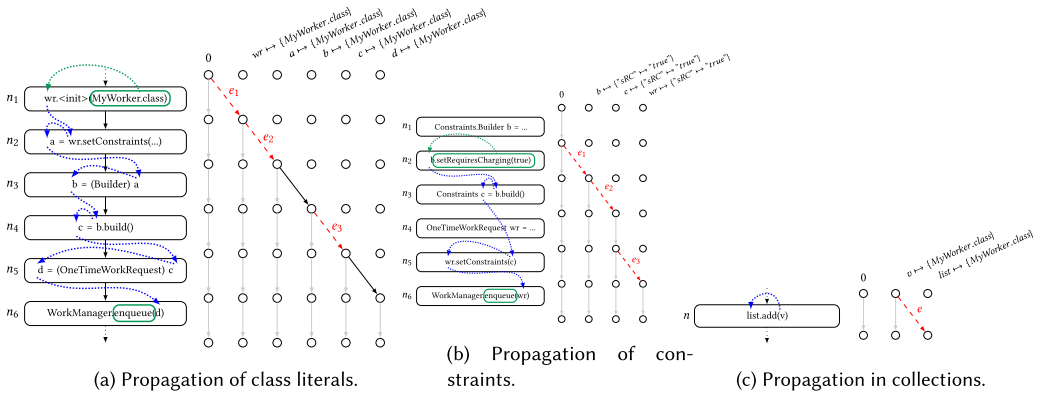 0
wr ↦ {MyWorker.class}
a ↦ {MyWorker.class}
b ↦ {MyWorker.class}
c ↦ {MyWorker.class}
d ↦ {MyWorker.class}
n1 wr.<init>(MyWorker.class)
e1
n2 a = wr.setConstraints(...)
e2
n3 b = (Builder) a
n4 c = b.build()
e3
n5 d = (OneTimeWorkRequest) c
n6 WorkManager.enqueue(d)
(a) Propagation of class literals.
0
b ↦ {"sRC" ↦ "true"}
c ↦ {"sRC" ↦ "true"}
wr ↦ {"sRC" ↦ "true"}
n1 Constraints.Builder b = ...
n2 b.setRequiresCharging(true)
e1
n3 Constraints c = b.build()
e2
n4 OneTimeWorkRequest wr = ...
n5 wr.setConstraints(c)
e3
n6 WorkManager.enqueue(wr)
(b) Propagation of con-
straints.
0
v ↦ {MyWorker.class}
list ↦ {MyWorker.class}
n list.add(v)
e
(c) Propagation in collections.